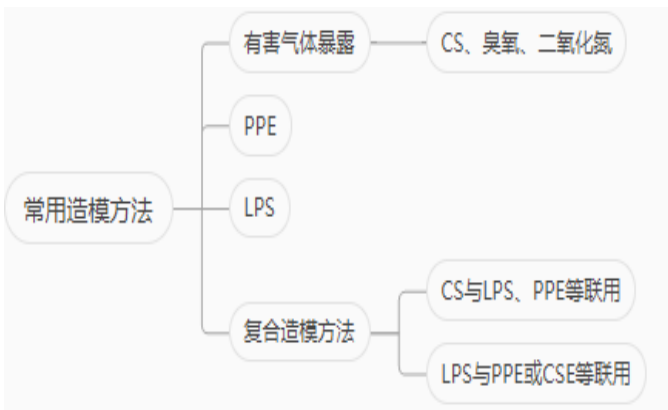 常用造模方法
有害气体暴露
CS、臭氧、二氧化氮
PPE
LPS
复合造模方法
CS与LPS、PPE等联用
LPS与PPE或CSE等联用